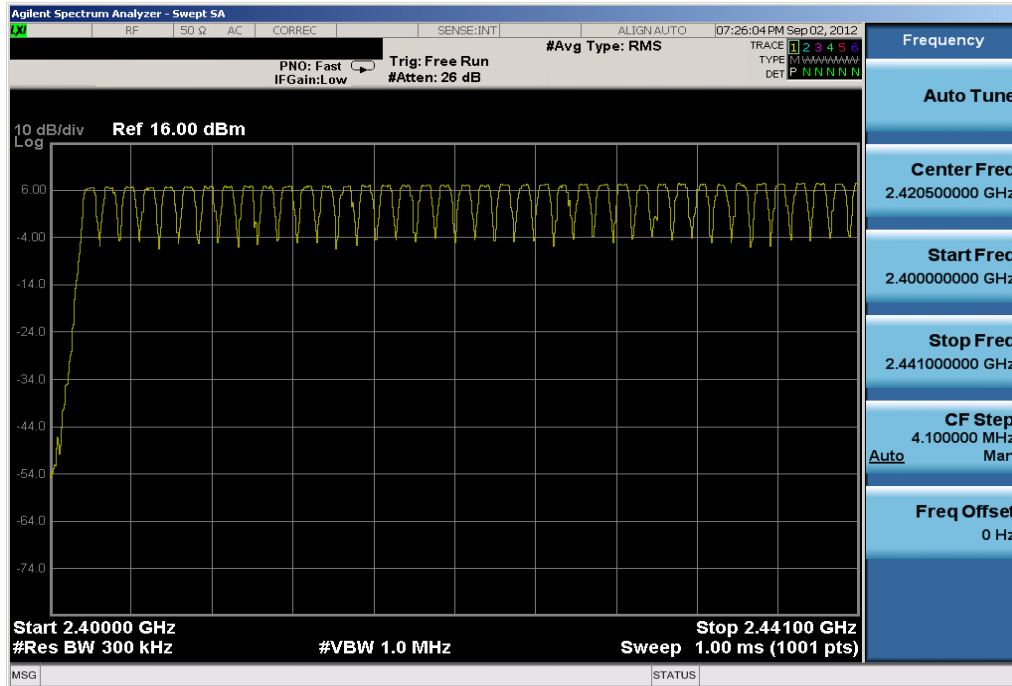 Agilent Spectrum Analyzer - Swept SA
LXI RF 50 Ω AC CORREC SENSE:INT ALIGNAUTO 07:26:04 PM Sep 02, 2012
#Avg Type: RMS
TRACE 1 2 3 4 5 6
TYPE M WWWWW
DET P N N N N N
PNO: Fast
IFGain:Low
Trig: Free Run
#Atten: 26 dB
10 dB/div
Log
Ref 16.00 dBm
6.00
-4.00
-14.0
-24.0
-34.0
-44.0
-54.0
-64.0
-74.0
Start 2.40000 GHz
Stop 2.44100 GHz
#Res BW 300 kHz
#VBW 1.0 MHz
Sweep 1.00 ms (1001 pts)
MSG
STATUS
Frequency
Auto Tune
Center Freq
2.420500000 GHz
Start Freq
2.400000000 GHz
Stop Freq
2.441000000 GHz
CF Step
4.100000 MHz
Auto Man
Freq Offset
0 Hz